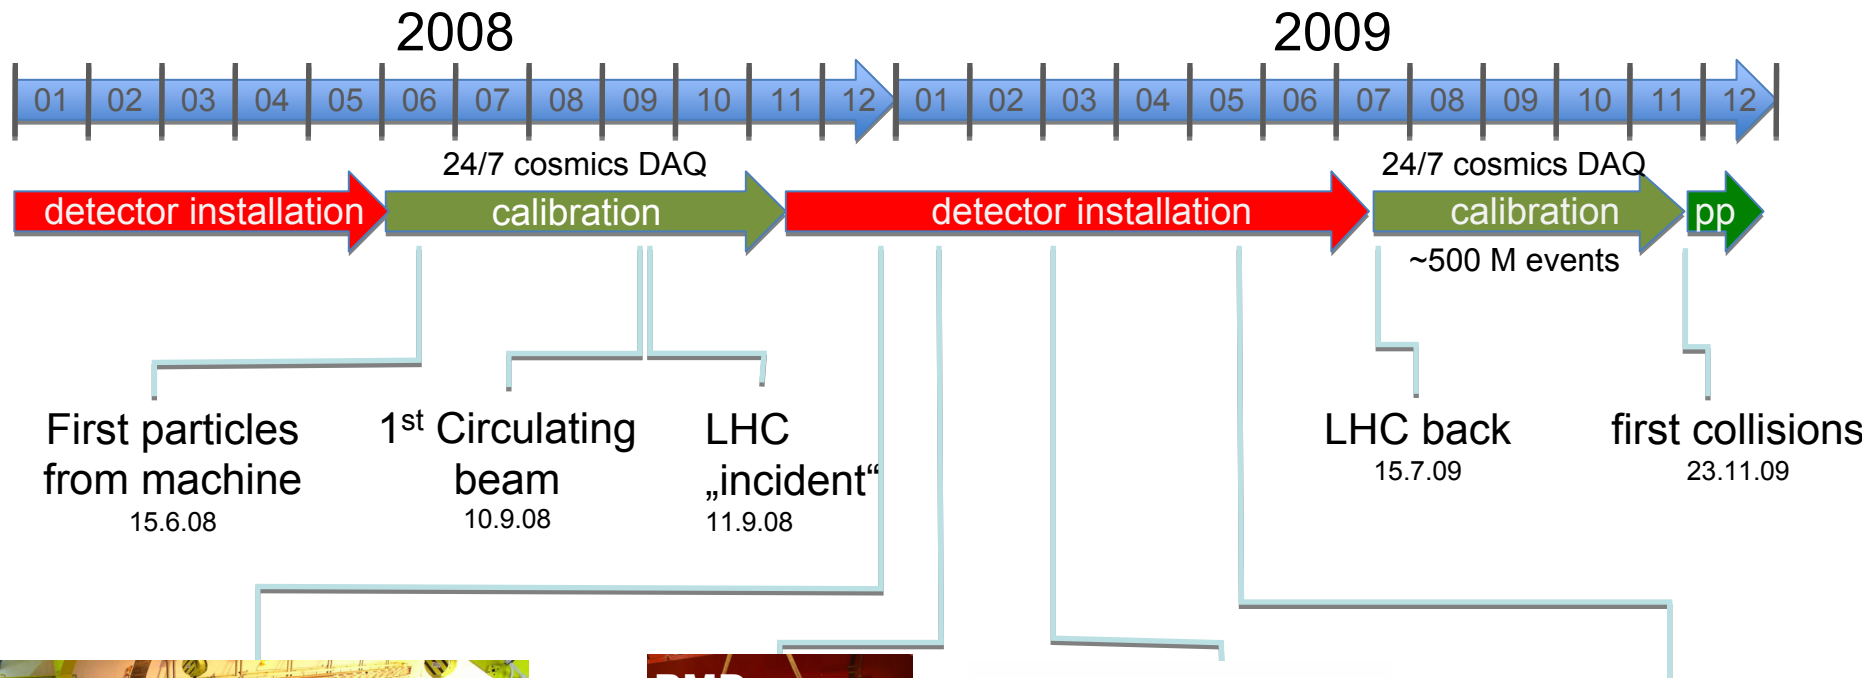 2008 2009
01 02 03 04 05 06 07 08 09 10 11 12 01 02 03 04 05 06 07 08 09 10 11 12
24/7 cosmics DAQ 24/7 cosmics DAQ
detector installation calibration detector installation calibration pp
~500 M events
First particles
from machine
15.6.08
1st Circulating
beam
10.9.08
LHC
„incident“
11.9.08
LHC back
15.7.09
first collisions
23.11.09